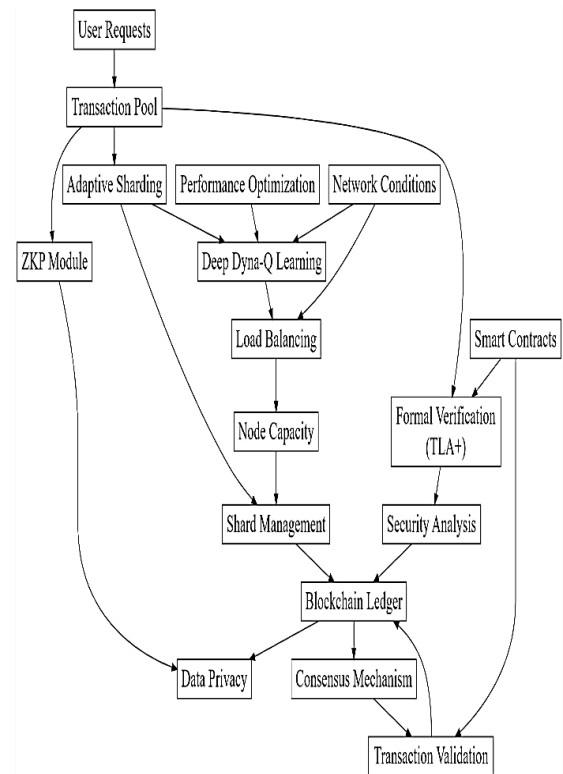 User Requests
Transaction Pool
Adaptive Sharding
Performance Optimization
Network Conditions
ZKP Module
Deep Dyna-Q Learning
Load Balancing
Smart Contracts
Node Capacity
Formal Verification
(TLA+)
Shard Management
Security Analysis
Blockchain Ledger
Data Privacy
Consensus Mechanism
Transaction Validation